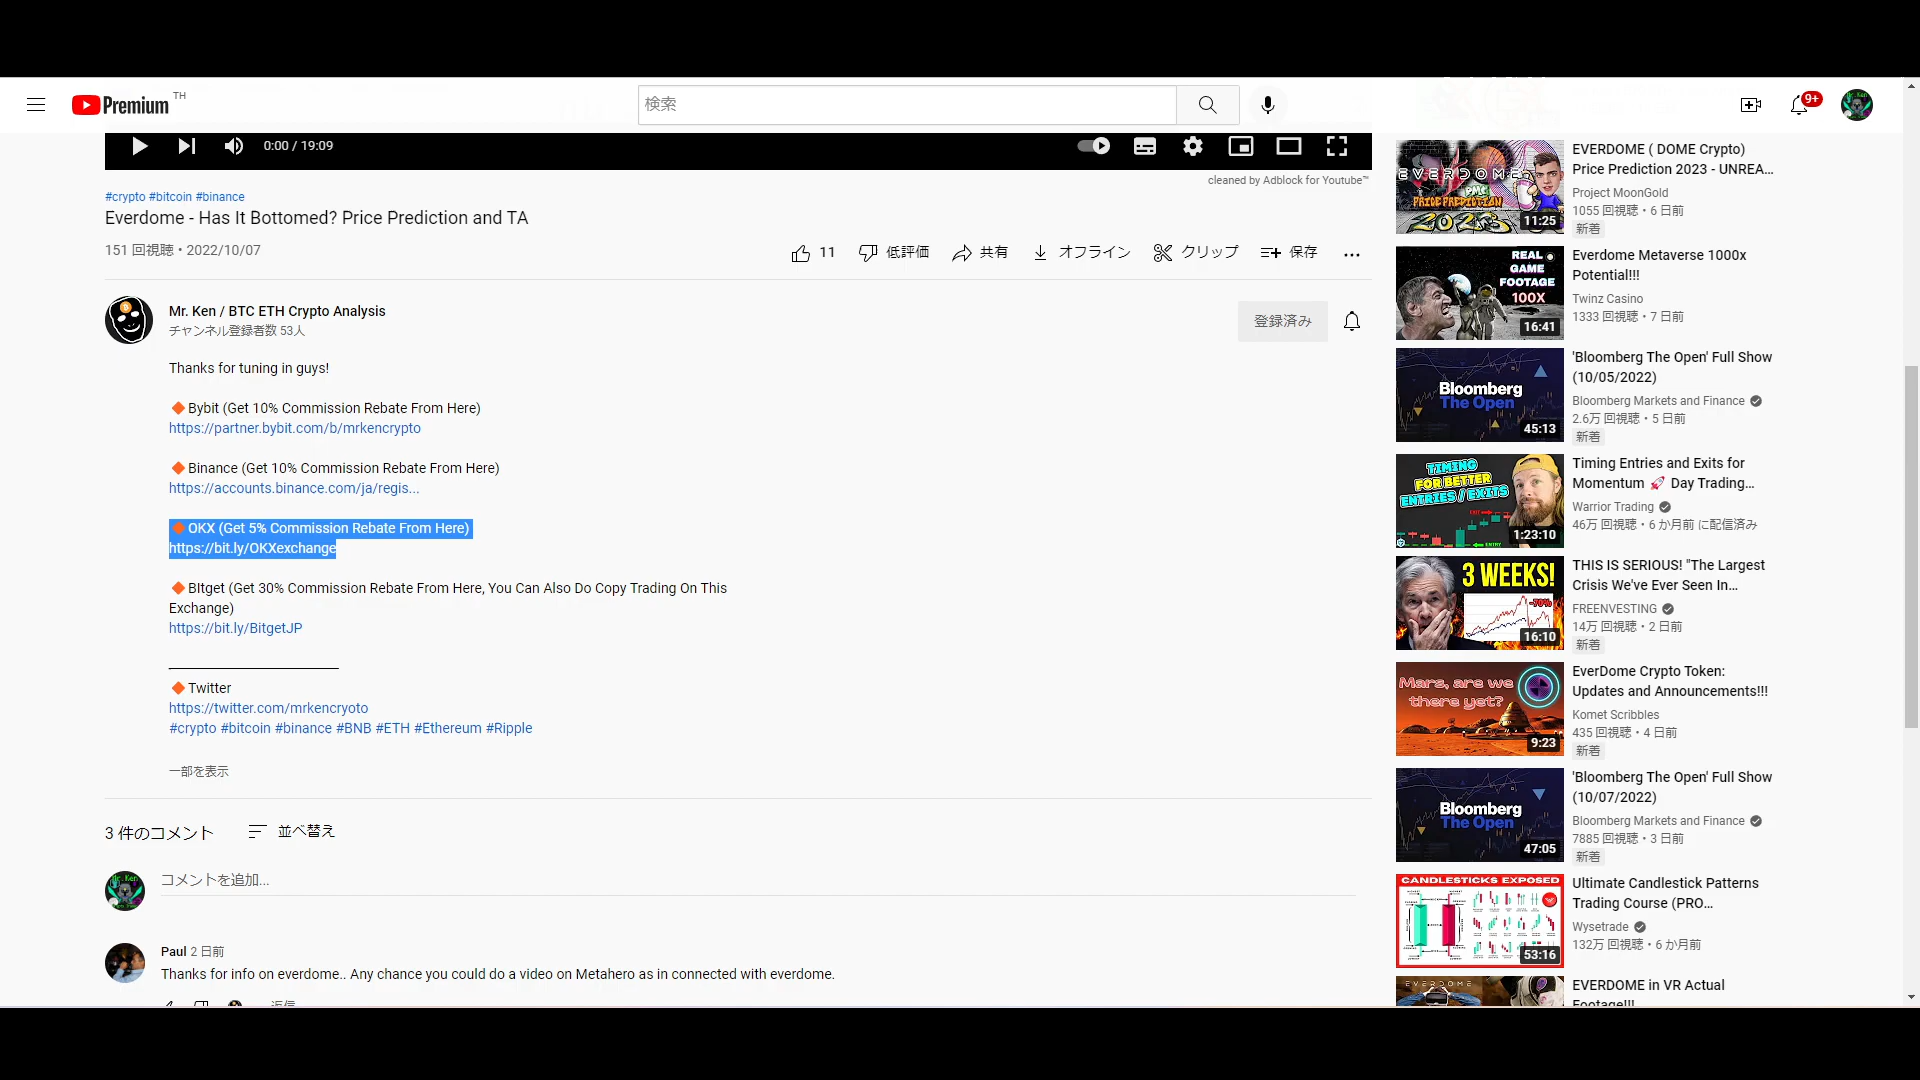 Premium TH
検索
9+
0:00 / 19:09
cleaned by Adblock for Youtube™
#crypto #bitcoin #binance
Everdome - Has It Bottomed? Price Prediction and TA
151 回視聴・2022/10/07
11
低評価
共有
オフライン
クリップ
保存
Mr. Ken / BTC ETH Crypto Analysis
チャンネル登録者数 53人
登録済み
Thanks for tuning in guys!
🔶Bybit (Get 10% Commission Rebate From Here)
https://partner.bybit.com/b/mrkencrypto
🔶Binance (Get 10% Commission Rebate From Here)
https://accounts.binance.com/ja/regis...
🔶OKX (Get 5% Commission Rebate From Here)
https://bit.ly/OKXexchange
🔶BItget (Get 30% Commission Rebate From Here, You Can Also Do Copy Trading On This
Exchange)
https://bit.ly/BitgetJP
🔶Twitter
https://twitter.com/mrkencryoto
#crypto #bitcoin #binance #BNB #ETH #Ethereum #Ripple
一部を表示
3 件のコメント
並べ替え
コメントを追加...
Paul 2 日前
Thanks for info on everdome.. Any chance you could do a video on Metahero as in connected with everdome.
返信
EVERDOME
PMG
PRICE PREDICTION
2023
11:25
EVERDOME ( DOME Crypto)
Price Prediction 2023 - UNREA...
Project MoonGold
1055 回視聴・6 日前
新着
REAL
GAME
FOOTAGE
100X
16:41
Everdome Metaverse 1000x
Potential!!!
Twinz Casino
1333 回視聴・7 日前
Bloomberg
The Open
45:13
'Bloomberg The Open' Full Show
(10/05/2022)
Bloomberg Markets and Finance
2.6万 回視聴・5 日前
新着
TIMING
FOR BETTER
ENTRIES / EXITS
EXIT
ENTRY
1:23:10
Timing Entries and Exits for
Momentum 🚀 Day Trading...
Warrior Trading
46万 回視聴・6 か月前 に配信済み
3 WEEKS!
-70%
16:10
THIS IS SERIOUS! "The Largest
Crisis We've Ever Seen In...
FREENVESTING
14万 回視聴・2 日前
新着
Mars, are we
there yet?
9:23
EverDome Crypto Token:
Updates and Announcements!!!
Komet Scribbles
435 回視聴・4 日前
新着
Bloomberg
The Open
47:05
'Bloomberg The Open' Full Show
(10/07/2022)
Bloomberg Markets and Finance
7885 回視聴・3 日前
新着
CANDLESTICKS EXPOSED
53:16
Ultimate Candlestick Patterns
Trading Course (PRO...
Wysetrade
132万 回視聴・6 か月前
EVERDOME
EVERDOME in VR Actual
Footage!!!